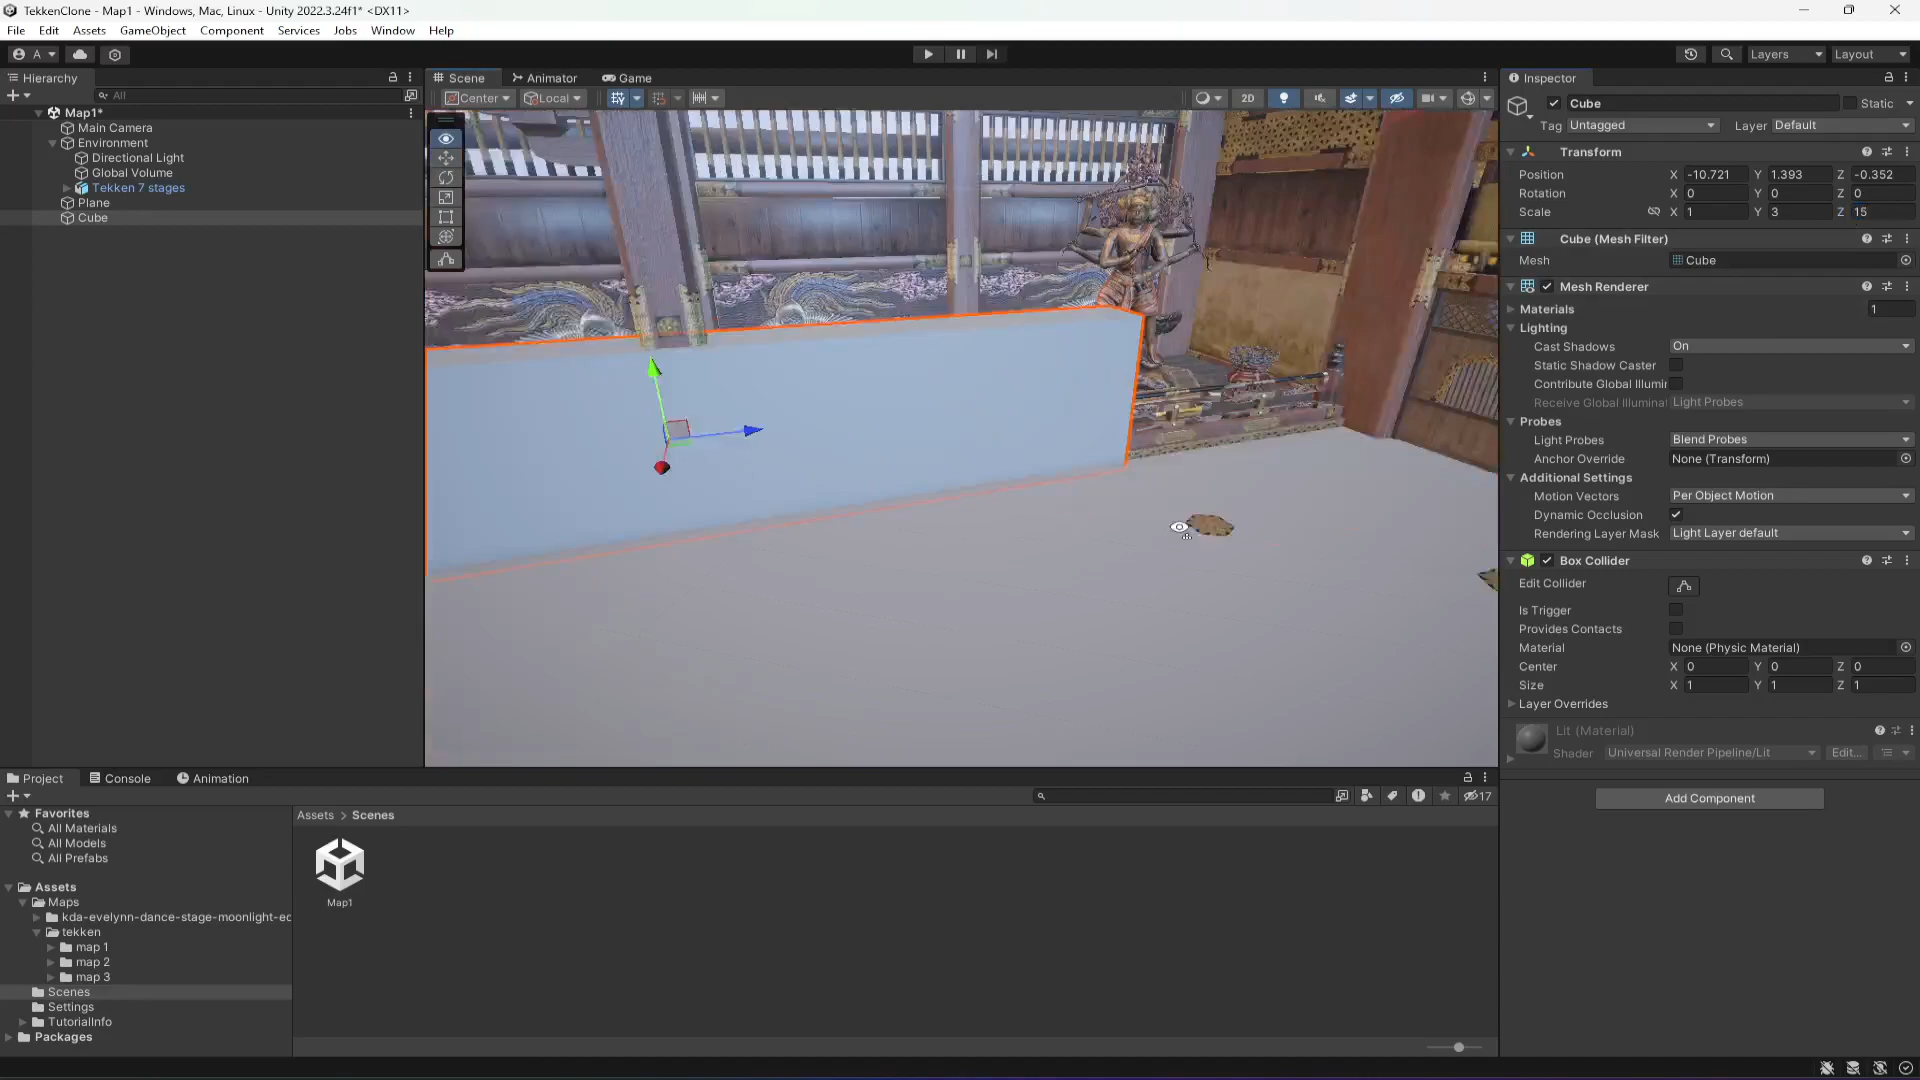 TekkenClone - Map1 - Windows, Mac, Linux - Unity 2022.3.24f1* <DX11>
File Edit Assets GameObject Component Services Jobs Window Help
A
Layers Layout
Hierarchy
All
Map1*
Main Camera
Environment
Directional Light
Global Volume
Tekken 7 stages
Plane
Cube
Scene Animator Game
Center Local 2D
Inspector
Cube Static
Tag Untagged Layer Default
Transform
Position X -10.721 Y 1.393 Z -0.352
Rotation X 0 Y 0 Z 0
Scale X 1 Y 3 Z 15
Cube (Mesh Filter)
Mesh Cube
Mesh Renderer
Materials 1
Lighting
Cast Shadows On
Static Shadow Caster
Contribute Global Illumi
Receive Global Illumina Light Probes
Probes
Light Probes Blend Probes
Anchor Override None (Transform)
Additional Settings
Motion Vectors Per Object Motion
Dynamic Occlusion
Rendering Layer Mask Light Layer default
Box Collider
Edit Collider
Is Trigger
Provides Contacts
Material None (Physic Material)
Center X 0 Y 0 Z 0
Size X 1 Y 1 Z 1
Layer Overrides
Lit (Material)
Shader Universal Render Pipeline/Lit Edit...
Add Component
Project Console Animation
17
Favorites
All Materials
All Models
All Prefabs
Assets
Maps
kda-evelynn-dance-stage-moonlight-ec
tekken
map 1
map 2
map 3
Scenes
Settings
TutorialInfo
Packages
Assets > Scenes
Map1